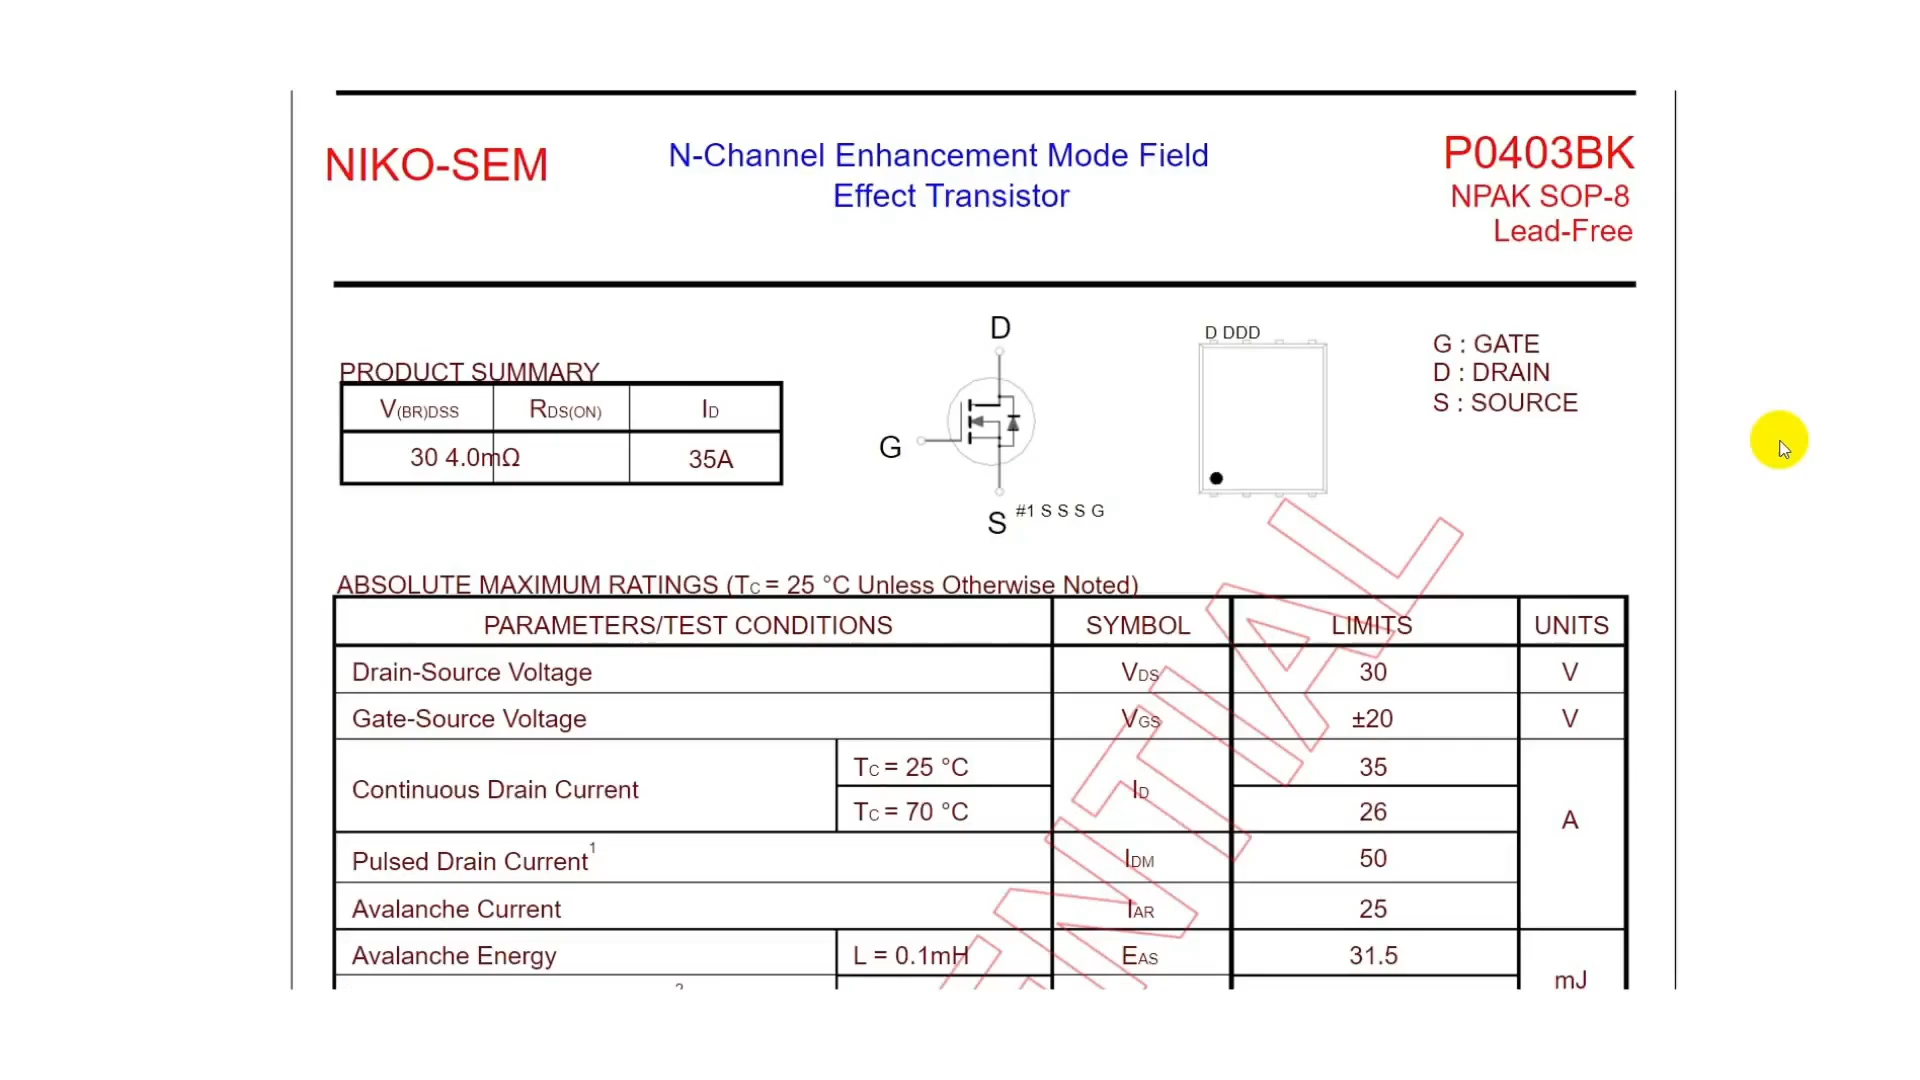 NIKO-SEM
N-Channel Enhancement Mode Field
Effect Transistor
P0403BK
NPAK SOP-8
Lead-Free
PRODUCT SUMMARY
V(BR)DSS RDS(ON) ID
30 4.0mΩ 35A
D
G
S
#1 S S S G
D DDD
G : GATE
D : DRAIN
S : SOURCE
ABSOLUTE MAXIMUM RATINGS (TC = 25 °C Unless Otherwise Noted)
PARAMETERS/TEST CONDITIONS SYMBOL LIMITS UNITS
Drain-Source Voltage VDS 30 V
Gate-Source Voltage VGS ±20 V
Continuous Drain Current TC = 25 °C ID 35 A
TC = 70 °C 26
Pulsed Drain Current1 IDM 50
Avalanche Current IAR 25
Avalanche Energy L = 0.1mH EAS 31.5 mJ
2
ENTIAL